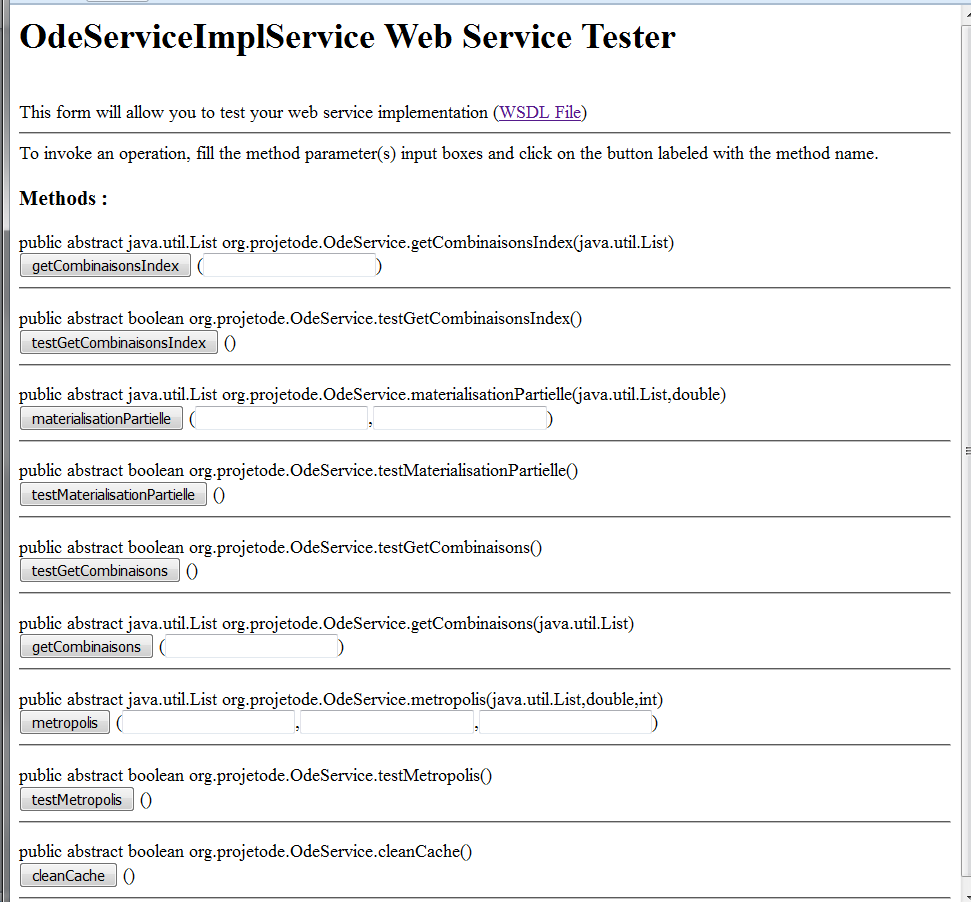 OdeServiceImplService Web Service Tester
This form will allow you to test your web service implementation (WSDL File)
To invoke an operation, fill the method parameter(s) input boxes and click on the button labeled with the method name.
Methods :
public abstract java.util.List org.projetode.OdeService.getCombinaisonsIndex(java.util.List)
getCombinaisonsIndex ( )
public abstract boolean org.projetode.OdeService.testGetCombinaisonsIndex()
testGetCombinaisonsIndex ()
public abstract java.util.List org.projetode.OdeService.materialisationPartielle(java.util.List,double)
materialisationPartielle ( , )
public abstract boolean org.projetode.OdeService.testMaterialisationPartielle()
testMaterialisationPartielle ()
public abstract boolean org.projetode.OdeService.testGetCombinaisons()
testGetCombinaisons ()
public abstract java.util.List org.projetode.OdeService.getCombinaisons(java.util.List)
getCombinaisons ( )
public abstract java.util.List org.projetode.OdeService.metropolis(java.util.List,double,int)
metropolis ( , , )
public abstract boolean org.projetode.OdeService.testMetropolis()
testMetropolis ()
public abstract boolean org.projetode.OdeService.cleanCache()
cleanCache ()